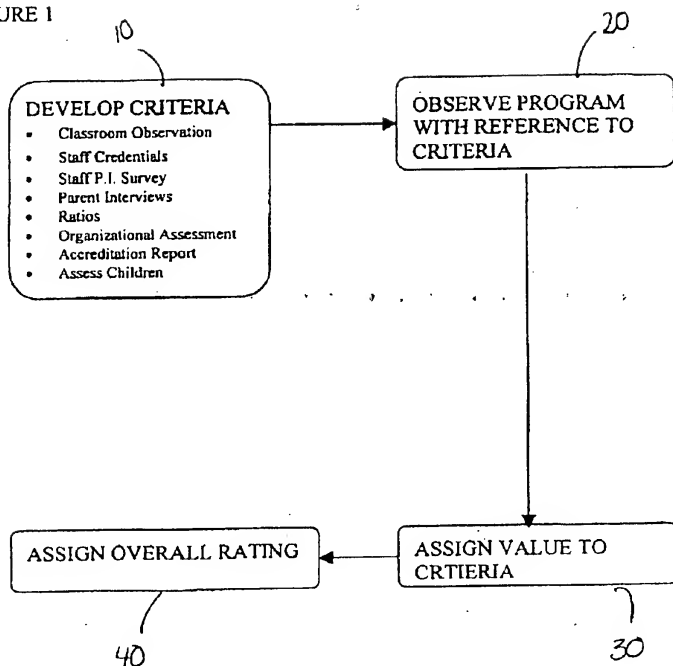 URE 1
10
20
DEVELOP CRITERIA
• Classroom Observation
• Staff Credentials
• Staff P.I. Survey
• Parent Interviews
• Ratios
• Organizational Assessment
• Accreditation Report
• Assess Children
OBSERVE PROGRAM
WITH REFERENCE TO
CRITERIA
ASSIGN OVERALL RATING
ASSIGN VALUE TO
CRTIERIA
40
30